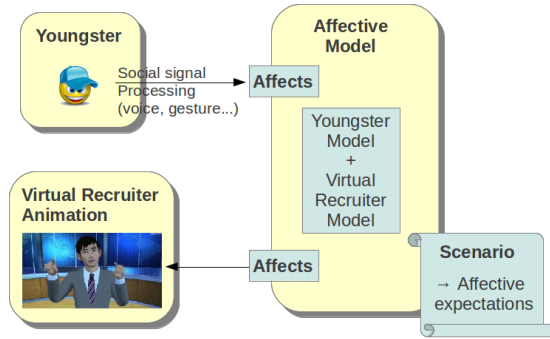 Youngster
Social signal
Processing
(voice, gesture...)
Affective
Model
Affects
Youngster
Model
+
Virtual
Recruiter
Model
Virtual Recruiter
Animation
Affects
Scenario
→ Affective
expectations